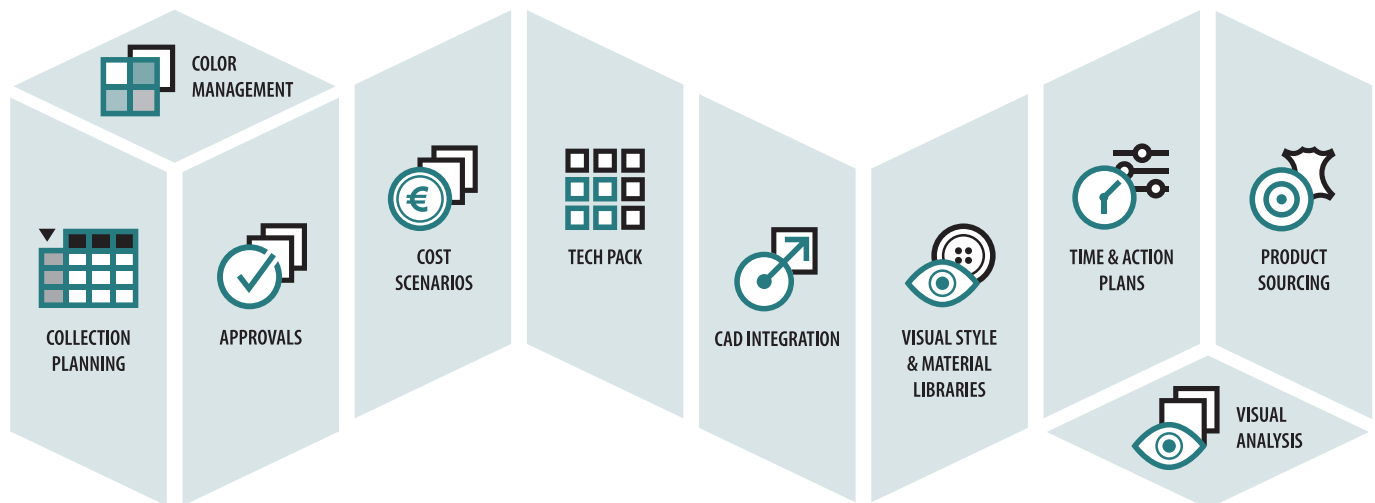 COLOR
MANAGEMENT
COLLECTION
PLANNING
APPROVALS
€
COST
SCENARIOS
TECH PACK
CAD INTEGRATION
VISUAL STYLE
& MATERIAL
LIBRARIES
TIME & ACTION
PLANS
PRODUCT
SOURCING
VISUAL
ANALYSIS